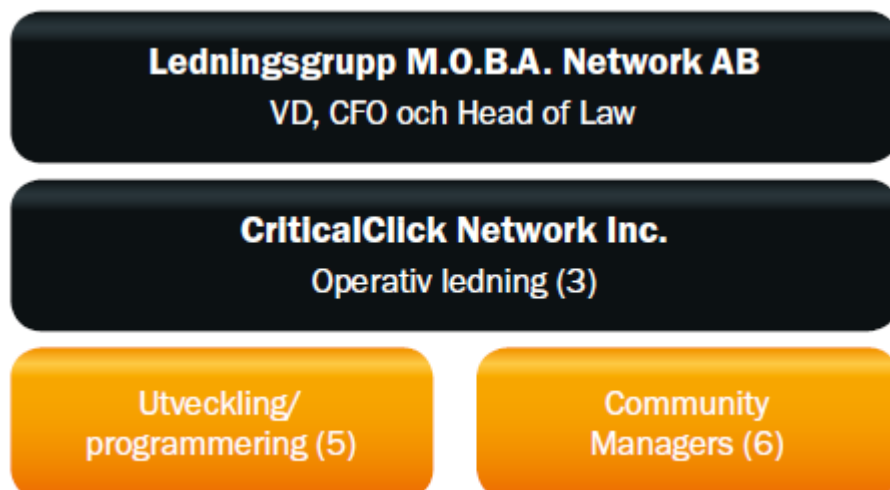 Ledningsgrupp M.O.B.A. Network AB
VD, CFO och Head of Law
CriticalClick Network Inc.
Operativ ledning (3)
Utveckling/
programmering (5)
Community
Managers (6)